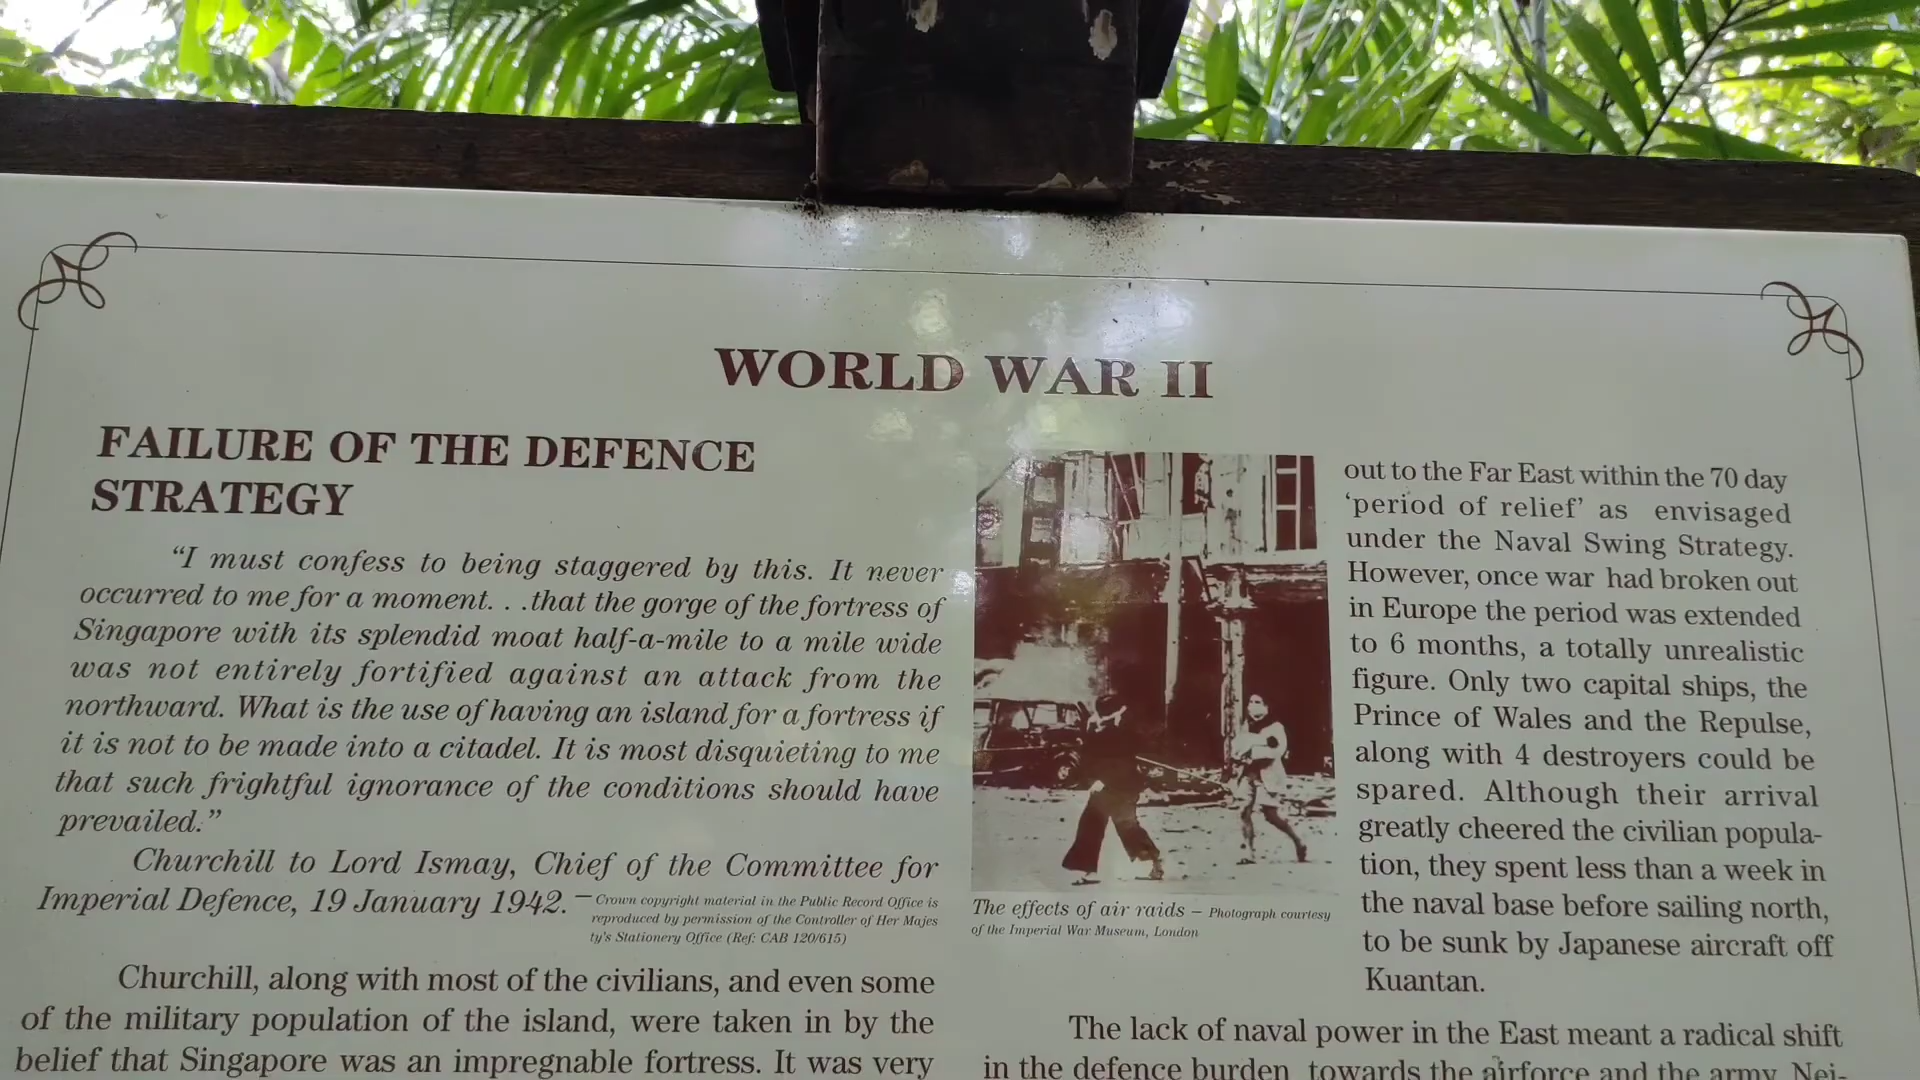 WORLD WAR II
FAILURE OF THE DEFENCE
STRATEGY
“I must confess to being staggered by this. It never
occurred to me for a moment. . .that the gorge of the fortress of
Singapore with its splendid moat half-a-mile to a mile wide
was not entirely fortified against an attack from the
northward. What is the use of having an island for a fortress if
it is not to be made into a citadel. It is most disquieting to me
that such frightful ignorance of the conditions should have
prevailed.”
Churchill to Lord Ismay, Chief of the Committee for
Imperial Defence, 19 January 1942. – Crown copyright material in the Public Record Office is
reproduced by permission of the Controller of Her Majes
ty's Stationery Office (Ref: CAB 120/615)
Churchill, along with most of the civilians, and even some
of the military population of the island, were taken in by the
belief that Singapore was an impregnable fortress. It was very
The effects of air raids – Photograph courtesy
of the Imperial War Museum, London
out to the Far East within the 70 day
‘period of relief’ as envisaged
under the Naval Swing Strategy.
However, once war had broken out
in Europe the period was extended
to 6 months, a totally unrealistic
figure. Only two capital ships, the
Prince of Wales and the Repulse,
along with 4 destroyers could be
spared. Although their arrival
greatly cheered the civilian popula-
tion, they spent less than a week in
the naval base before sailing north,
to be sunk by Japanese aircraft off
Kuantan.
The lack of naval power in the East meant a radical shift
in the defence burden towards the airforce and the army. Nei-